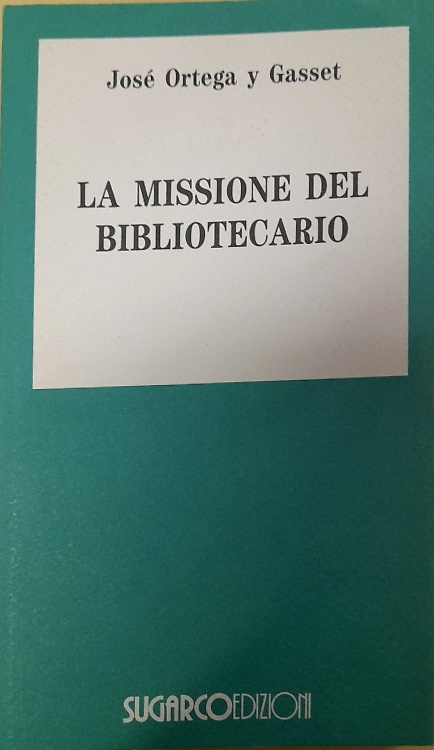 José Ortega y Gasset
LA MISSIONE DEL
BIBLIOTECARIO
SUGARCOEDIZIONI